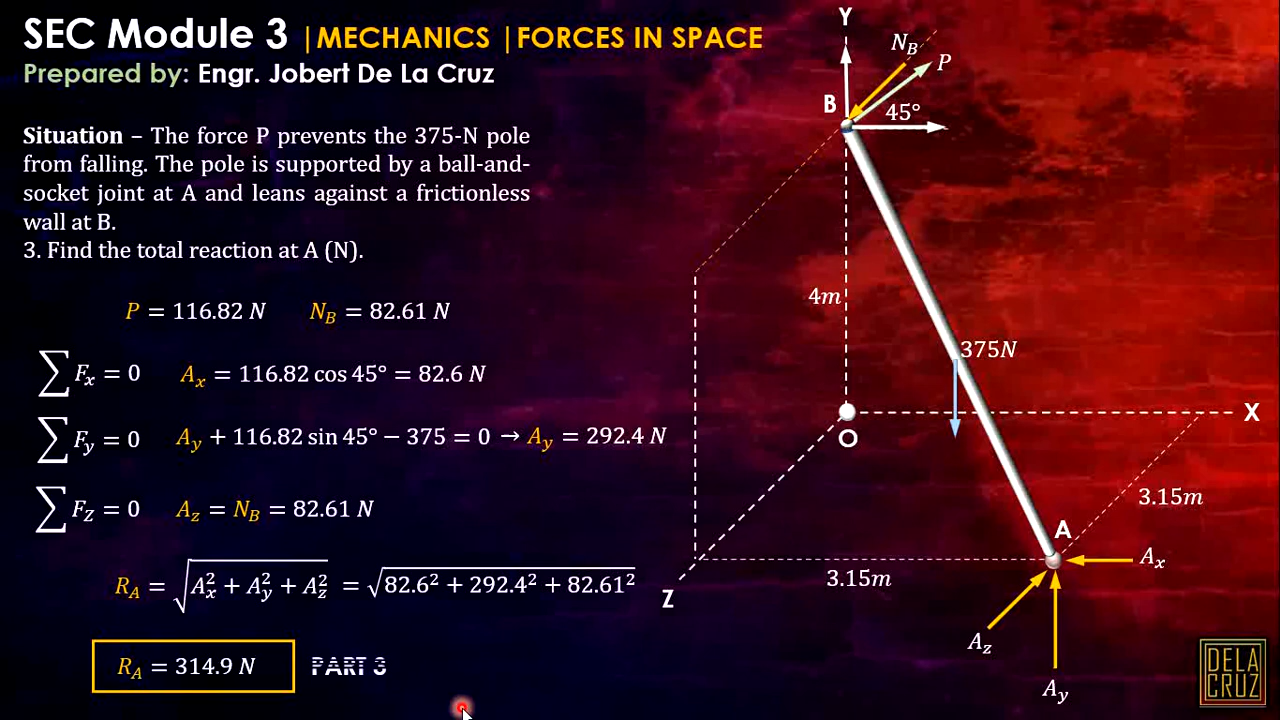 SEC Module 3 |MECHANICS |FORCES IN SPACE
Prepared by: Engr. Jobert De La Cruz
Situation – The force P prevents the 375-N pole
from falling. The pole is supported by a ball-and-
socket joint at A and leans against a frictionless
wall at B.
3. Find the total reaction at A (N).
P = 116.82 N N_B = 82.61 N
∑ F_x = 0 A_x = 116.82 cos 45° = 82.6 N
∑ F_y = 0 A_y + 116.82 sin 45° − 375 = 0 → A_y = 292.4 N
∑ F_Z = 0 A_z = N_B = 82.61 N
R_A = √(A_x² + A_y² + A_z²) = √(82.6² + 292.4² + 82.61²)
R_A = 314.9 N PART 3
Y
N_B
P
B
45°
4m
375N
X
O
3.15m
A
A_x
3.15m
Z
A_z
A_y
DELA
CRUZ